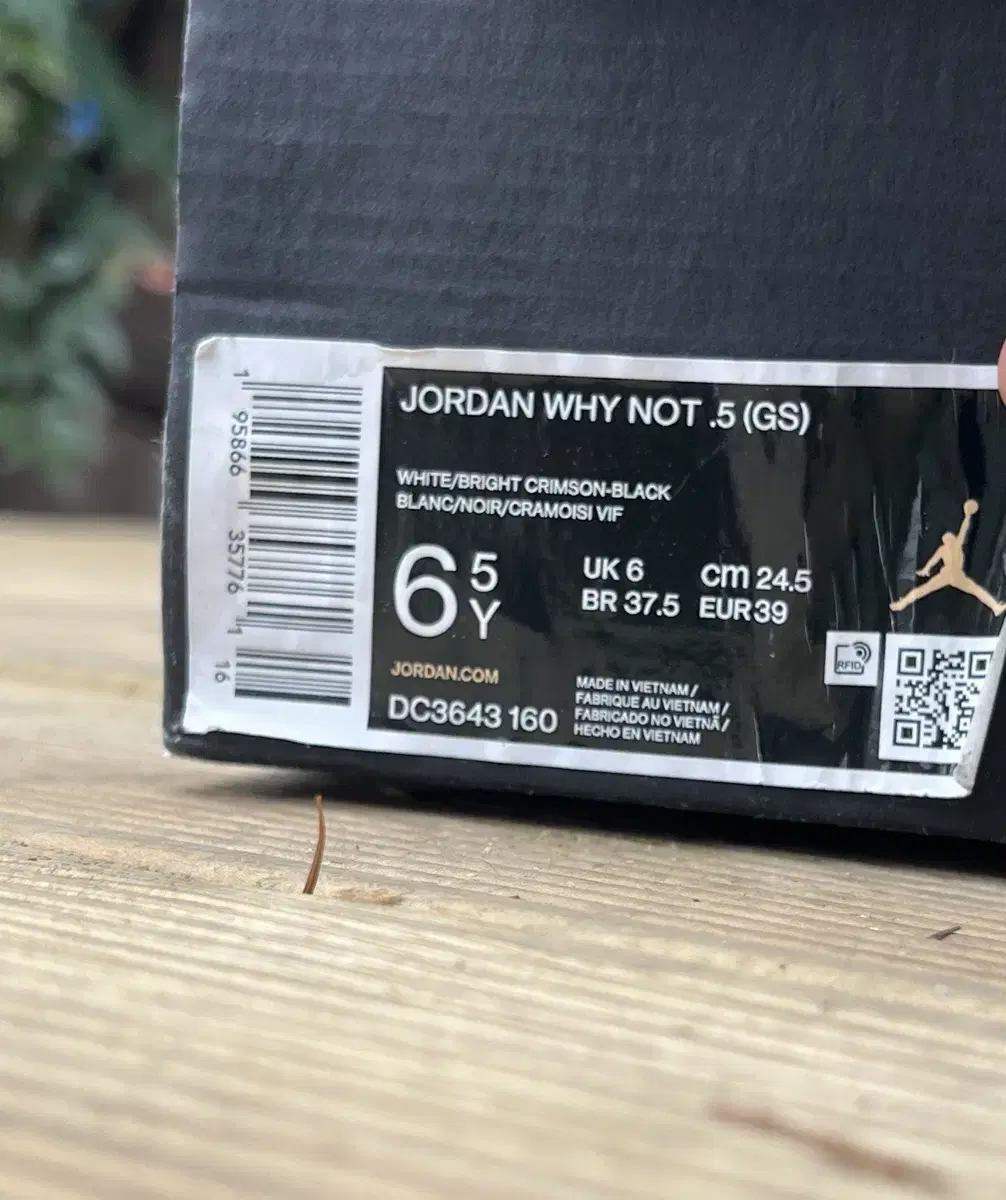 1 95866 35776 1 16
JORDAN WHY NOT .5 (GS)
WHITE/BRIGHT CRIMSON-BLACK
BLANC/NOIR/CRAMOISI VIF
6 5 Y
UK 6 cm 24.5
BR 37.5 EUR 39
RFID
JORDAN.COM
DC3643 160
MADE IN VIETNAM /
FABRIQUE AU VIETNAM /
FABRICADO NO VIETNÃ /
HECHO EN VIETNAM